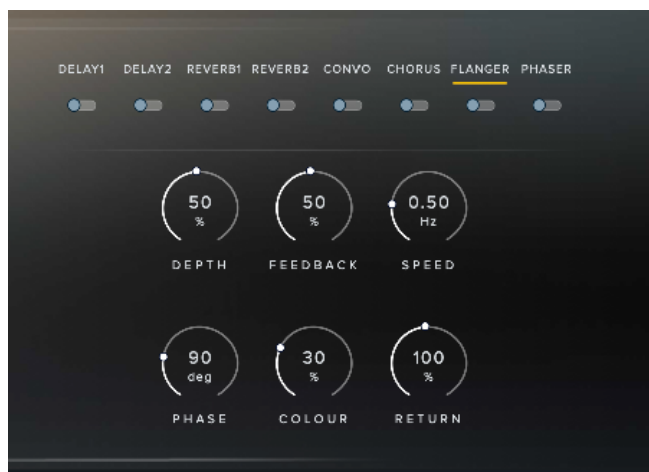 DELAY1 DELAY2 REVERB1 REVERB2 CONVO CHORUS FLANGER PHASER
50 50 0.50
% % Hz
DEPTH FEEDBACK SPEED
90 30 100
deg % %
PHASE COLOUR RETURN